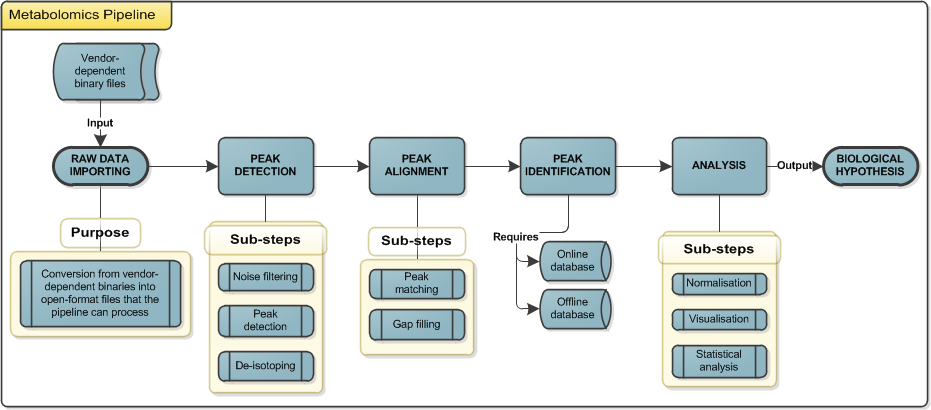 Metabolomics Pipeline
Vendor-
dependent
binary files
Input
RAW DATA
IMPORTING
PEAK
DETECTION
PEAK
ALIGNMENT
PEAK
IDENTIFICATION
ANALYSIS
Output
BIOLOGICAL
HYPOTHESIS
Purpose
Conversion from vendor-
dependent binaries into
open-format files that the
pipeline can process
Sub-steps
Noise filtering
Peak
detection
De-isotoping
Sub-steps
Peak
matching
Gap filling
Requires
Online
database
Offline
database
Sub-steps
Normalisation
Visualisation
Statistical
analysis